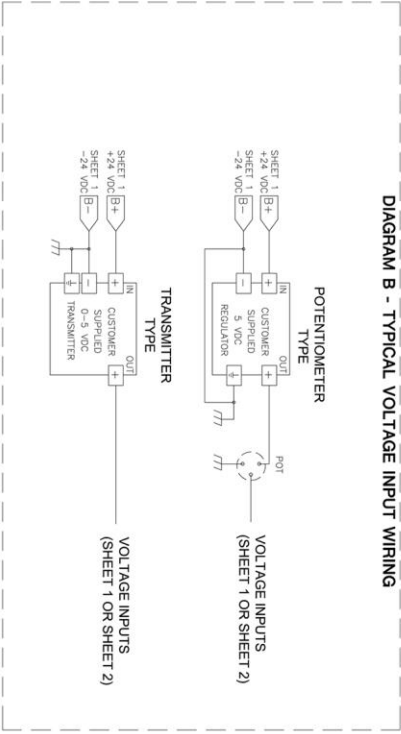 DIAGRAM B - TYPICAL VOLTAGE INPUT WIRING
POTENTIOMETER
TYPE
SHEET 1
+24 VDC
B+
SHEET 1
-24 VDC
B-
IN
OUT
+
-
+
CUSTOMER
SUPPLIED
5 VDC
REGULATOR
POT
VOLTAGE INPUTS
(SHEET 1 OR SHEET 2)
TRANSMITTER
TYPE
SHEET 1
+24 VDC
B+
SHEET 1
-24 VDC
B-
IN
OUT
+
-
+
CUSTOMER
SUPPLIED
0-5 VDC
TRANSMITTER
VOLTAGE INPUTS
(SHEET 1 OR SHEET 2)